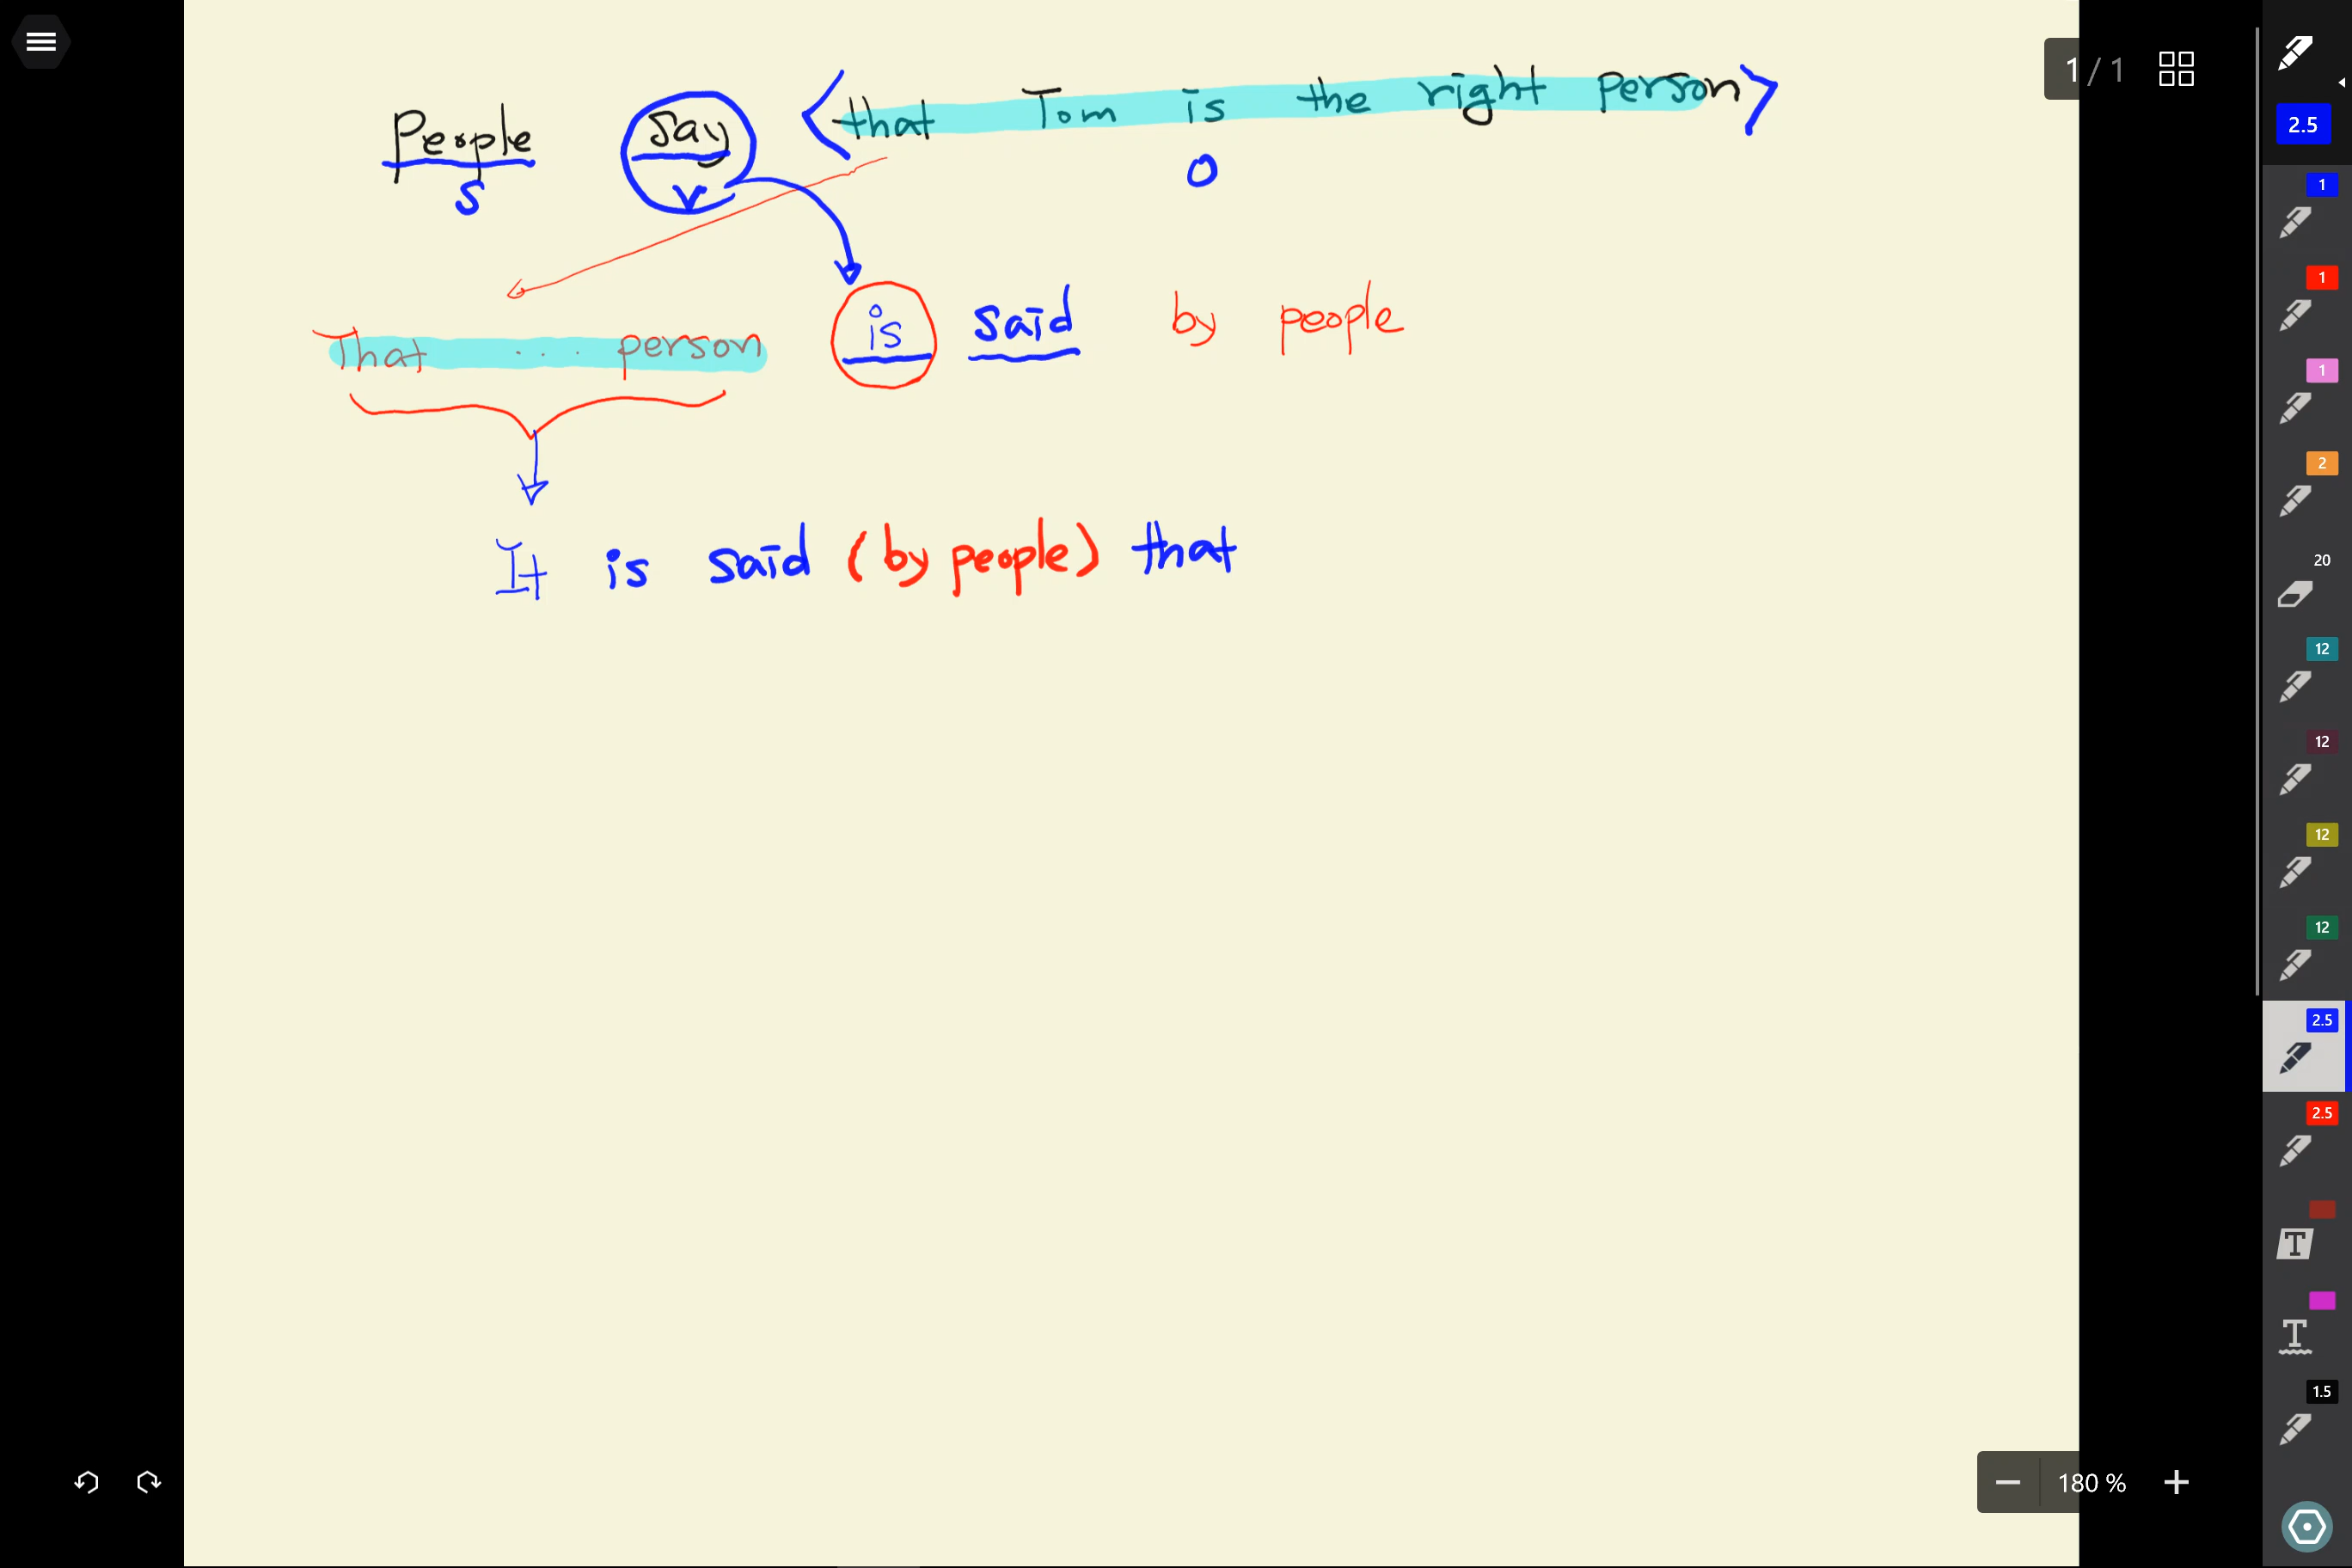 People say <that Tom is the right Person>
S v O
That .... person is said by people
It is said (by people) that
1 / 1
2.5
1
1
1
2
20
12
12
12
12
2.5
2.5
T
T
1.5
180 %